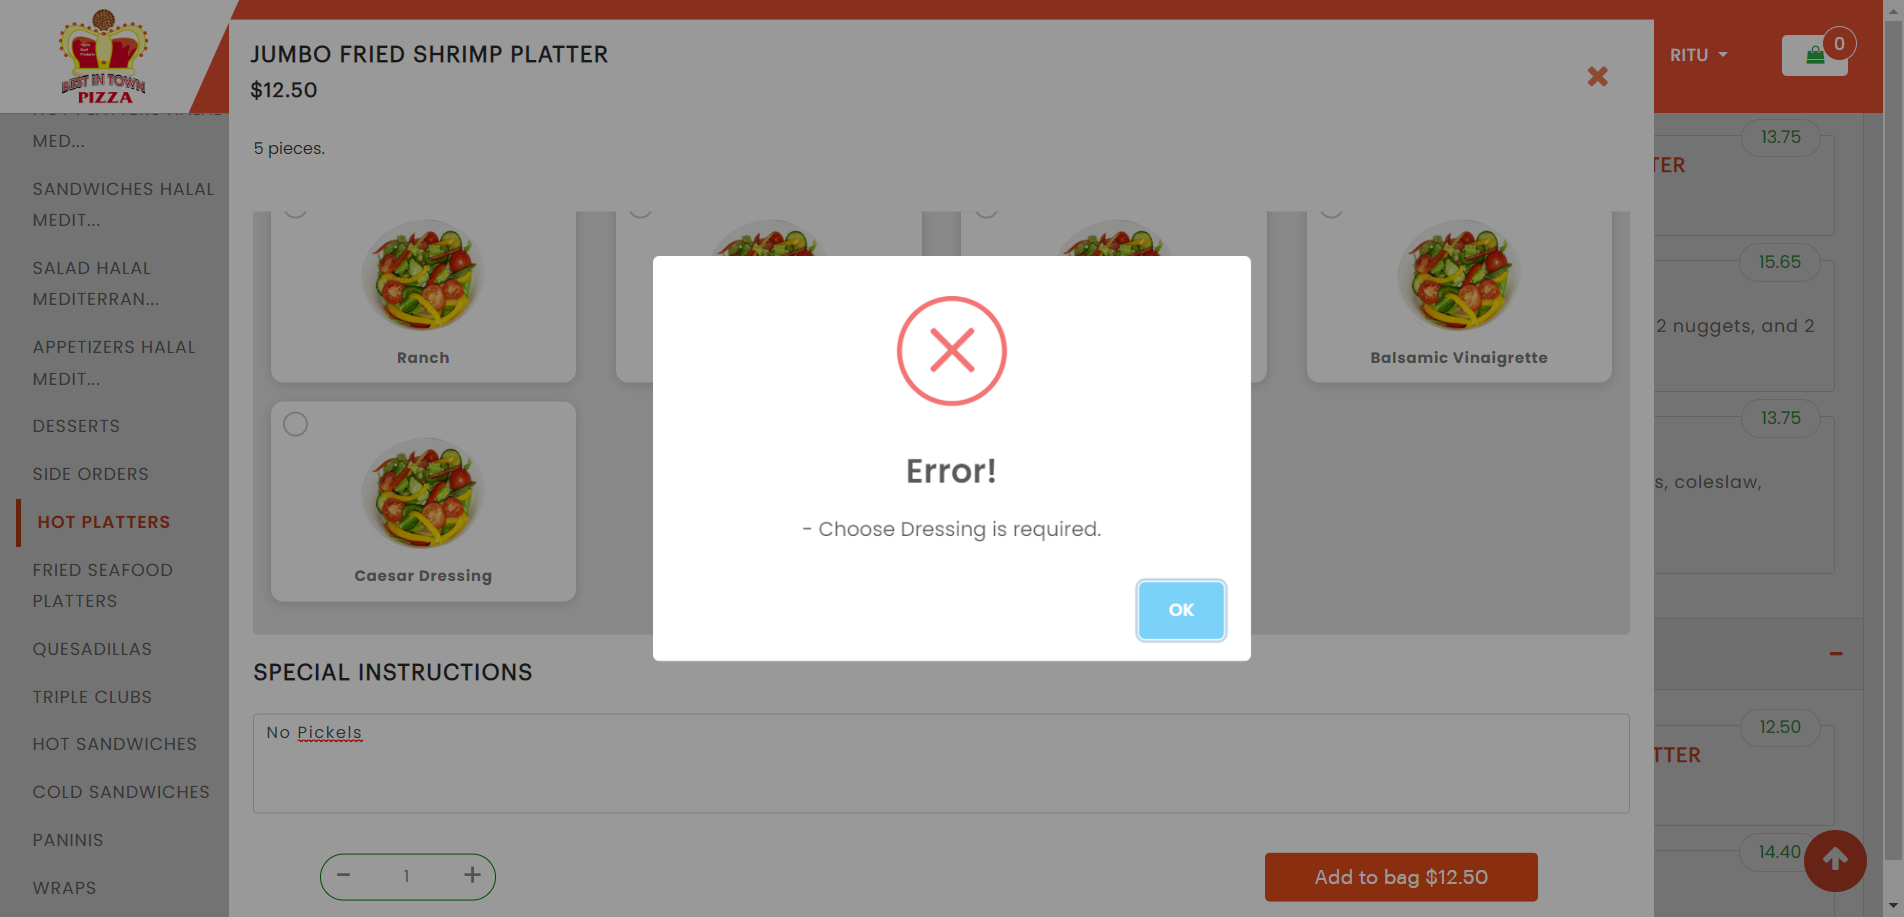 BEST IN TOWN
PIZZA
JUMBO FRIED SHRIMP PLATTER
$12.50
5 pieces.
RITU
0
MED...
SANDWICHES HALAL
MEDIT...
SALAD HALAL
MEDITERRAN...
APPETIZERS HALAL
MEDIT...
DESSERTS
SIDE ORDERS
HOT PLATTERS
FRIED SEAFOOD
PLATTERS
QUESADILLAS
TRIPLE CLUBS
HOT SANDWICHES
COLD SANDWICHES
PANINIS
WRAPS
Ranch
Balsamic Vinaigrette
Caesar Dressing
Error!
- Choose Dressing is required.
OK
SPECIAL INSTRUCTIONS
No Pickels
1
Add to bag $12.50
13.75
TER
15.65
2 nuggets, and 2
13.75
s, coleslaw,
12.50
TTER
14.40